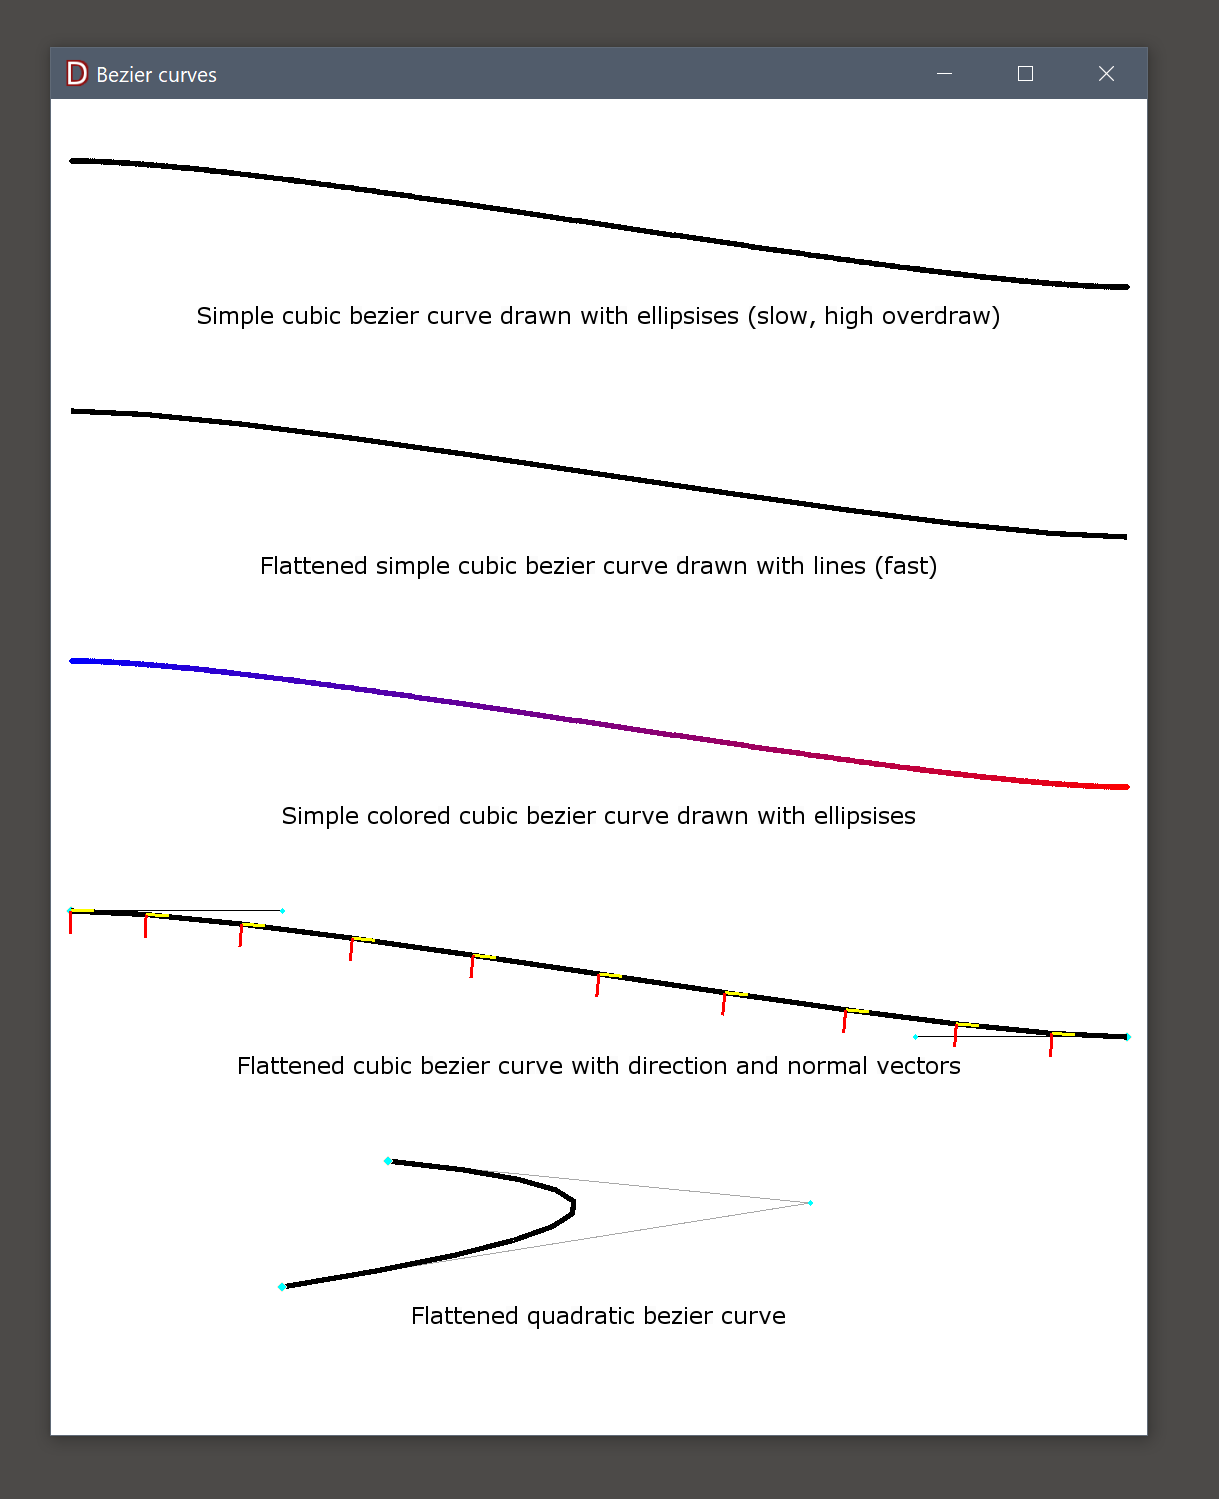 D Bezier curves
Simple cubic bezier curve drawn with ellipsises (slow, high overdraw)
Flattened simple cubic bezier curve drawn with lines (fast)
Simple colored cubic bezier curve drawn with ellipsises
Flattened cubic bezier curve with direction and normal vectors
Flattened quadratic bezier curve